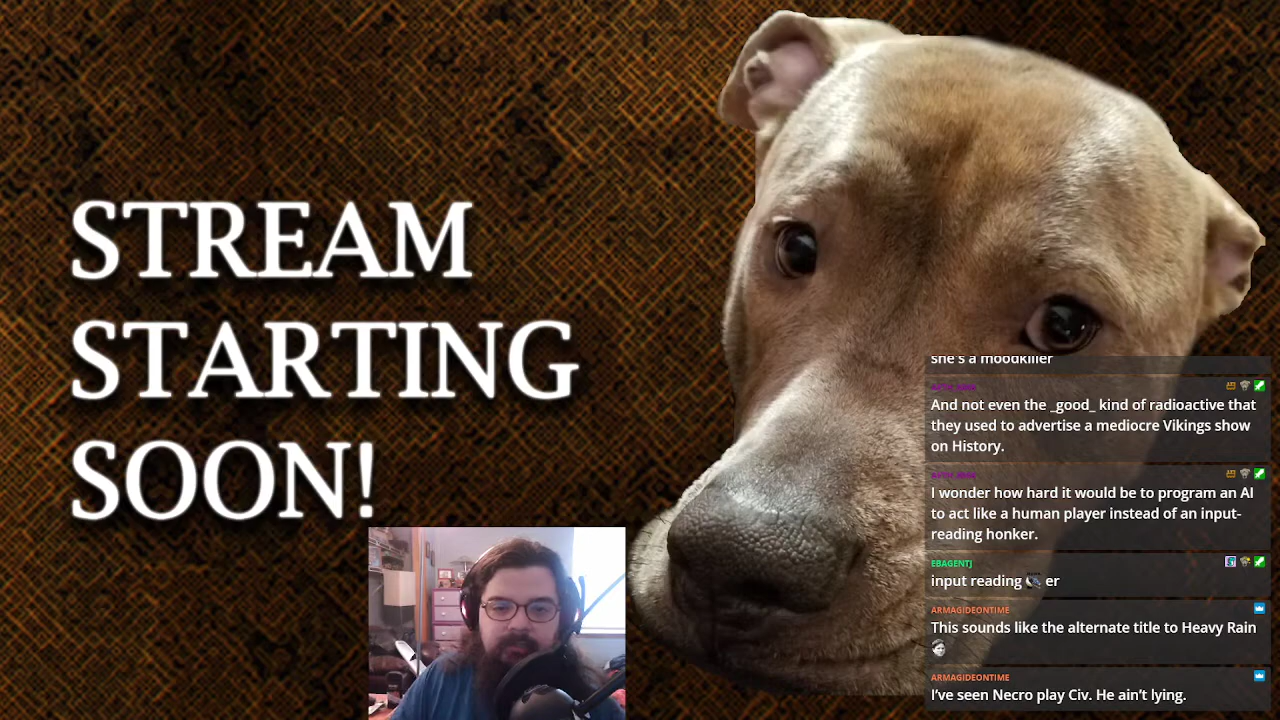 STREAM
STARTING
SOON!
she's a moodkiller
And not even the _good_ kind of radioactive that
they used to advertise a mediocre Vikings show
on History.
I wonder how hard it would be to program an AI
to act like a human player instead of an input-
reading honker.
EBAGENTJ
input reading er
ARMAGIDEONTIME
This sounds like the alternate title to Heavy Rain
ARMAGIDEONTIME
I've seen Necro play Civ. He ain't lying.